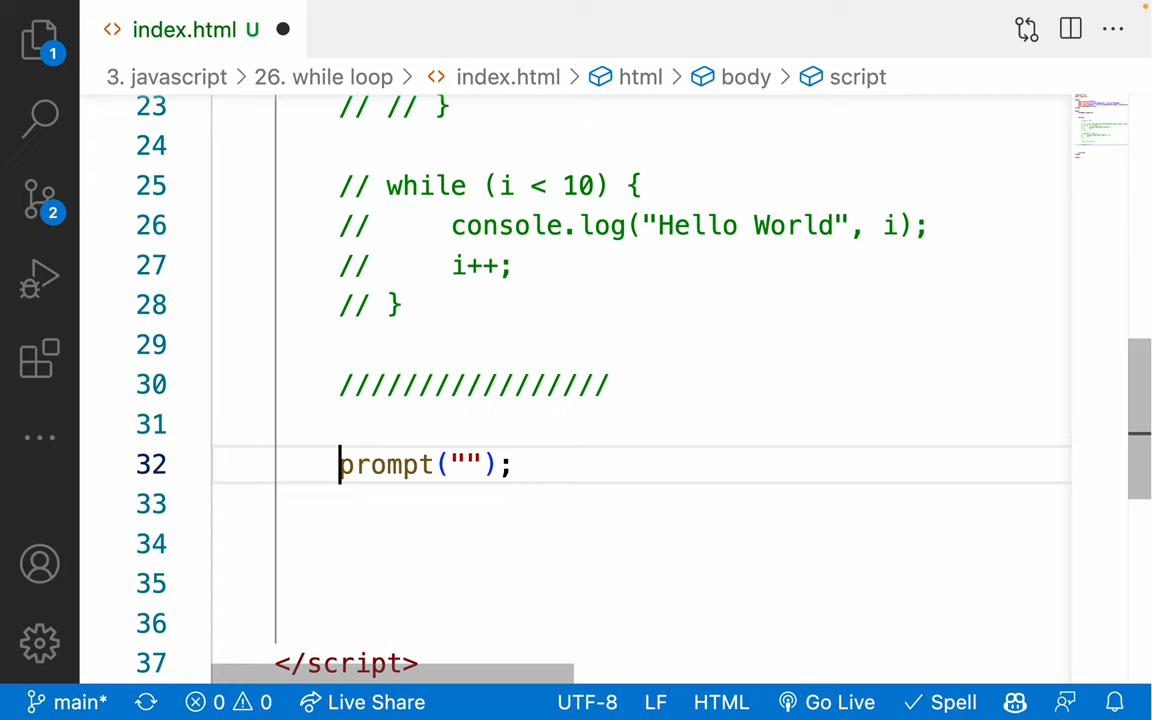 index.html U
3. javascript > 26. while loop > index.html > html > body > script
1
2
23 // // }
24
25 // while (i < 10) {
26 //     console.log("Hello World", i);
27 //     i++;
28 // }
29
30 /////////////////
31
32 prompt("");
33
34
35
36
37 </script>
main* 0 0 Live Share UTF-8 LF HTML Go Live Spell